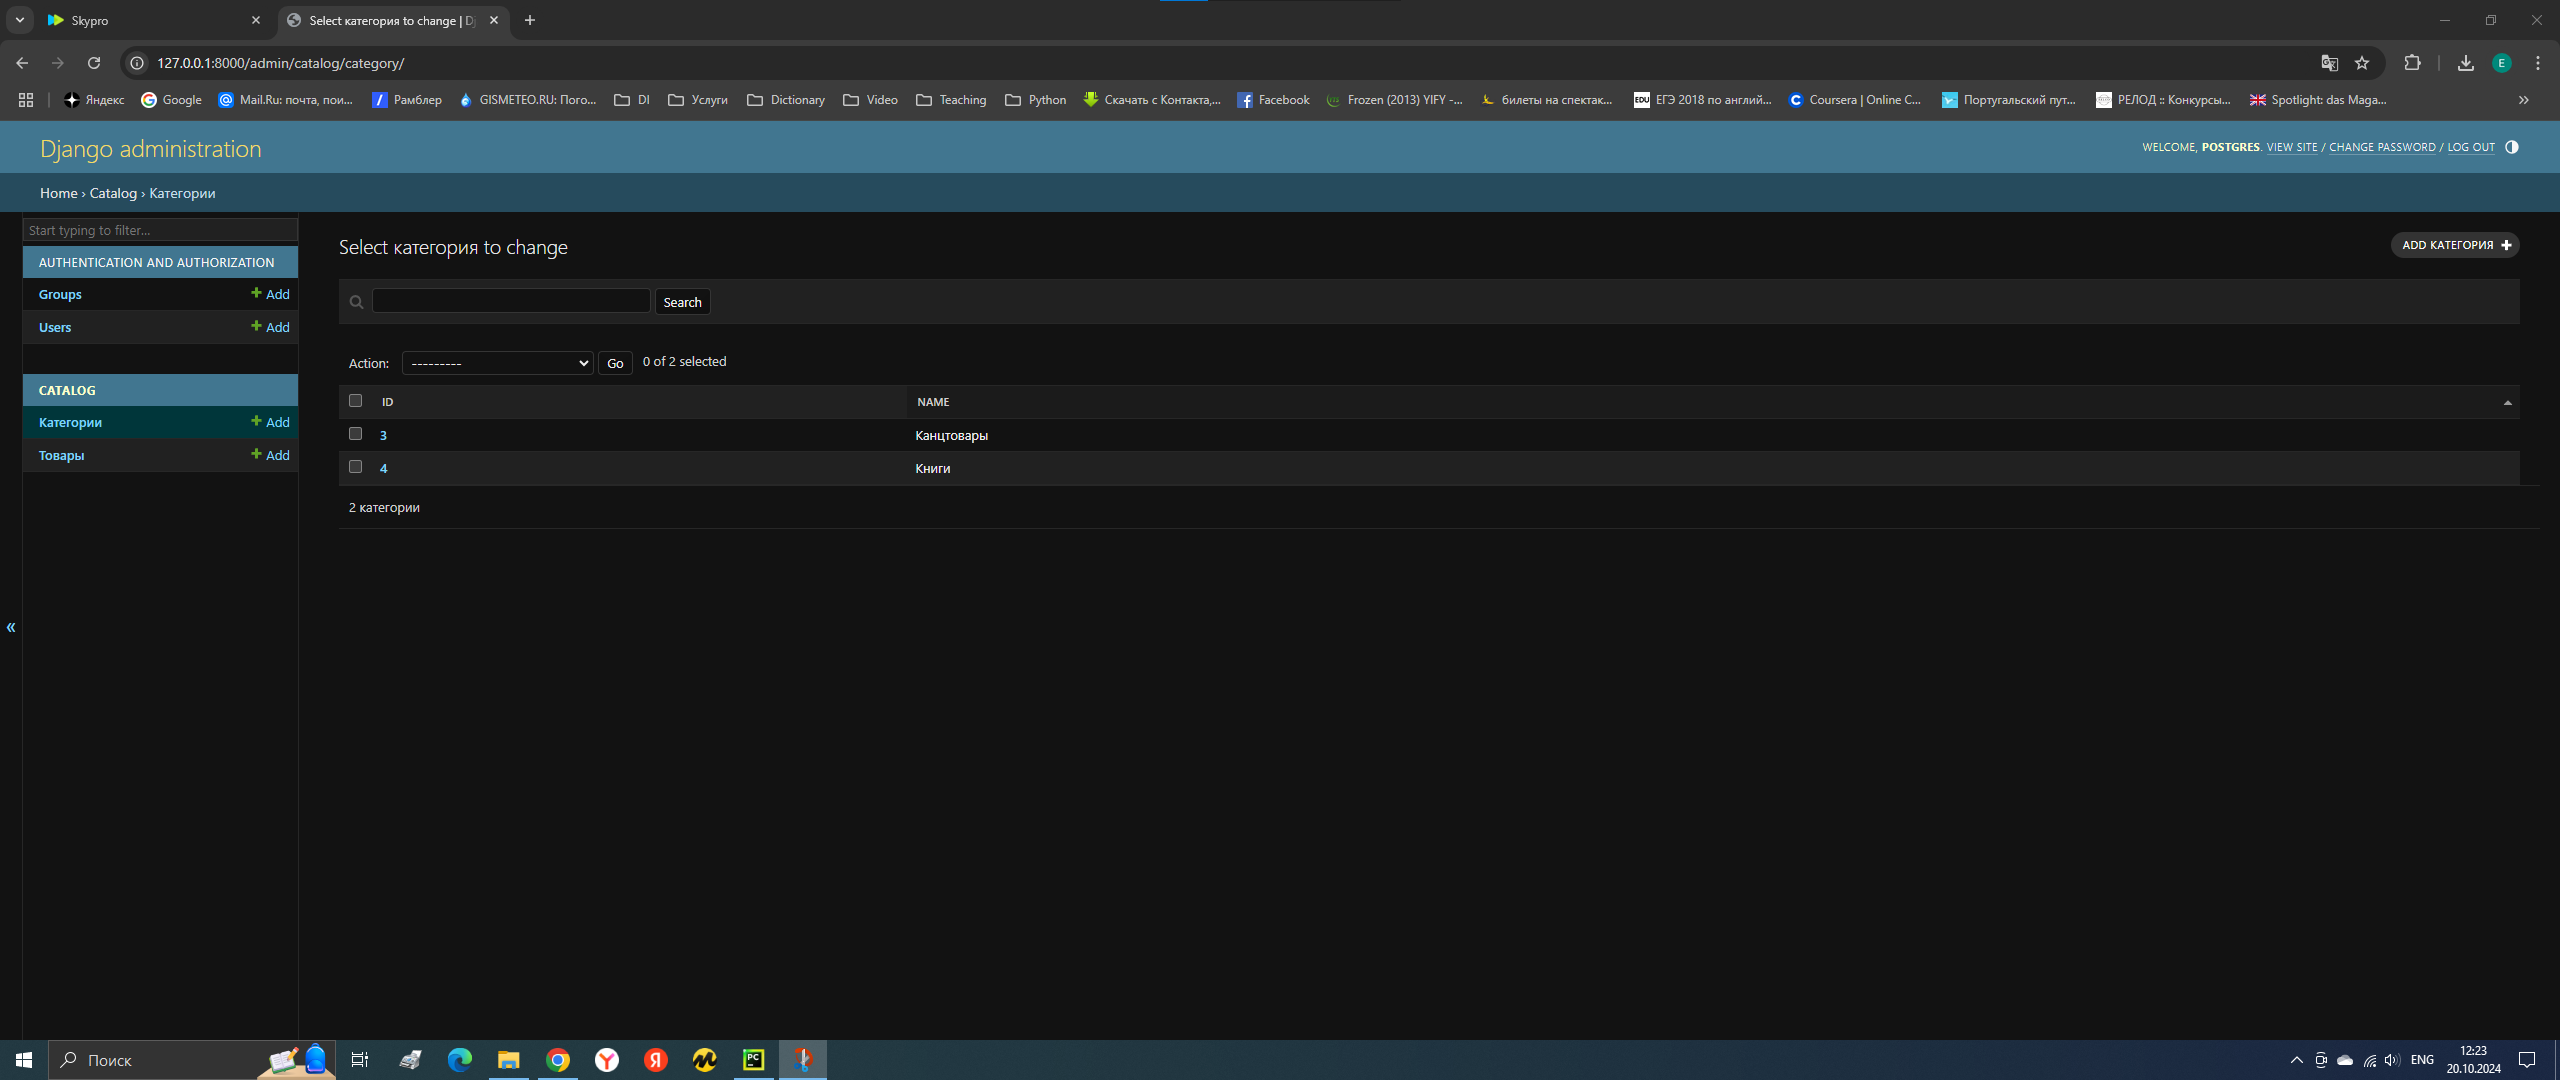 Skypro
Select категория to change | Dj
127.0.0.1:8000/admin/catalog/category/
Яндекс
Google
Mail.Ru: почта, пои...
Рамблер
GISMETEO.RU: Пого...
DI
Услуги
Dictionary
Video
Teaching
Python
Скачать с Контакта,...
Facebook
Frozen (2013) YIFY -...
билеты на спектак...
EDU ЕГЭ 2018 по англий...
Coursera | Online C...
Португальский пут...
РЕЛОД :: Конкурсы...
Spotlight: das Maga...
Django administration
WELCOME, POSTGRES. VIEW SITE / CHANGE PASSWORD / LOG OUT
Home › Catalog › Категории
Start typing to filter...
AUTHENTICATION AND AUTHORIZATION
Groups
Add
Users
Add
CATALOG
Категории
Add
Товары
Add
Select категория to change
ADD КАТЕГОРИЯ
Search
Action:
---------
Go
0 of 2 selected
ID
NAME
3
Канцтовары
4
Книги
2 категории
«
Поиск
ENG
12:23
20.10.2024